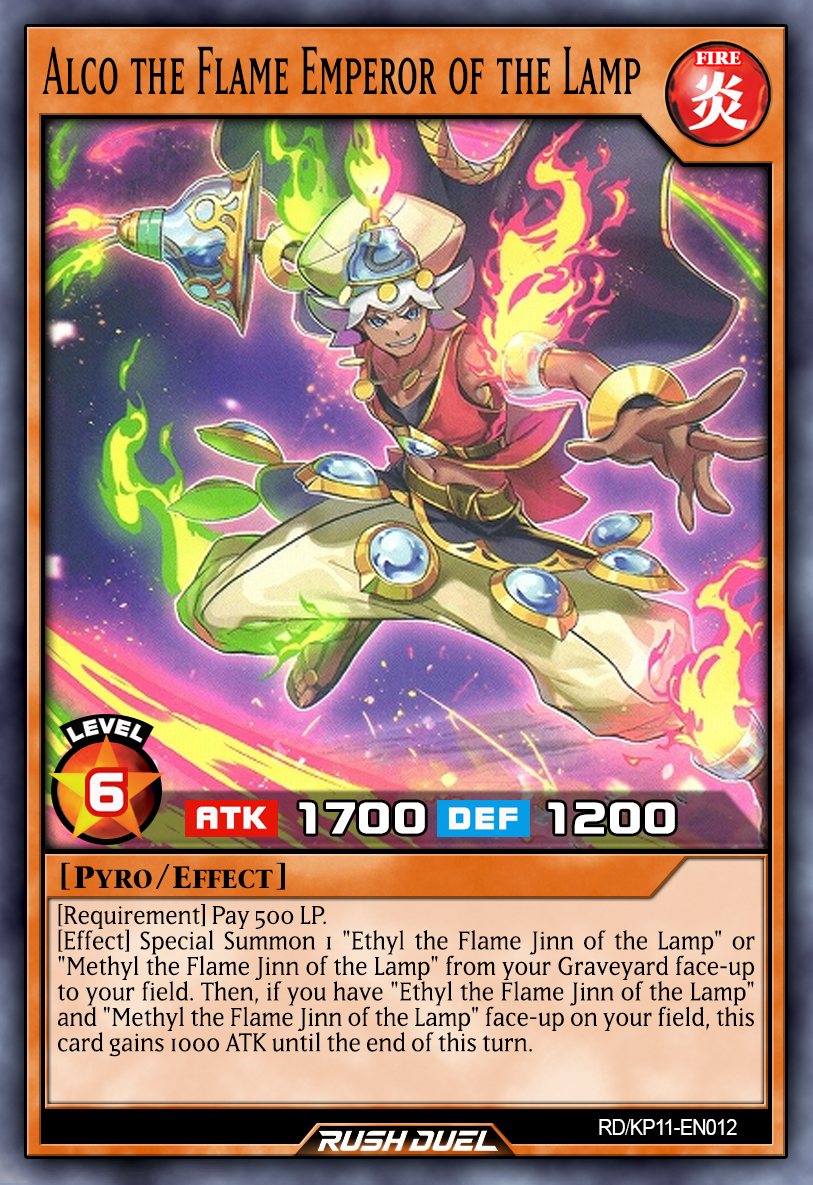 Alco the Flame Emperor of the Lamp
FIRE
炎
LEVEL
6
ATK 1700 DEF 1200
[Pyro/Effect]
[Requirement] Pay 500 LP.
[Effect] Special Summon 1 "Ethyl the Flame Jinn of the Lamp" or
"Methyl the Flame Jinn of the Lamp" from your Graveyard face-up
to your field. Then, if you have "Ethyl the Flame Jinn of the Lamp"
and "Methyl the Flame Jinn of the Lamp" face-up on your field, this
card gains 1000 ATK until the end of this turn.
RD/KP11-EN012
RUSH DUEL